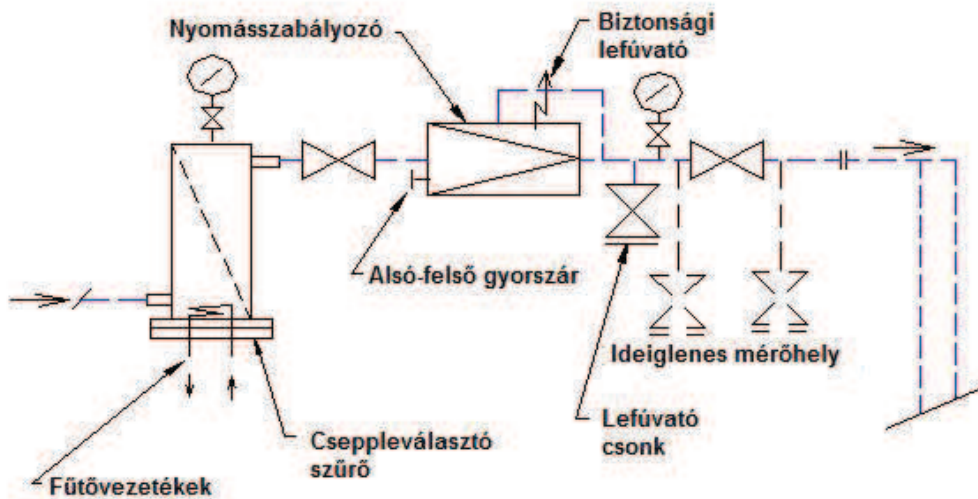 Nyomásszabályozó
Biztonsági
lefúvató
Alsó-felső gyorszár
Ideiglenes mérőhely
Lefúvató
csonk
Cseppleválasztó
szűrő
Fűtővezetékek